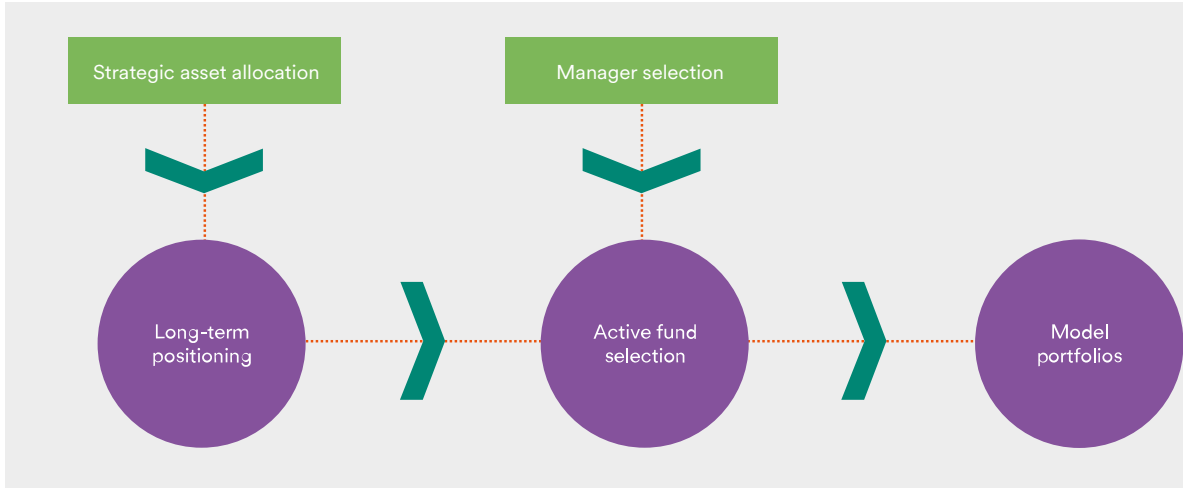 Strategic asset allocation
Manager selection
Long-term
positioning
Active fund
selection
Model
portfolios